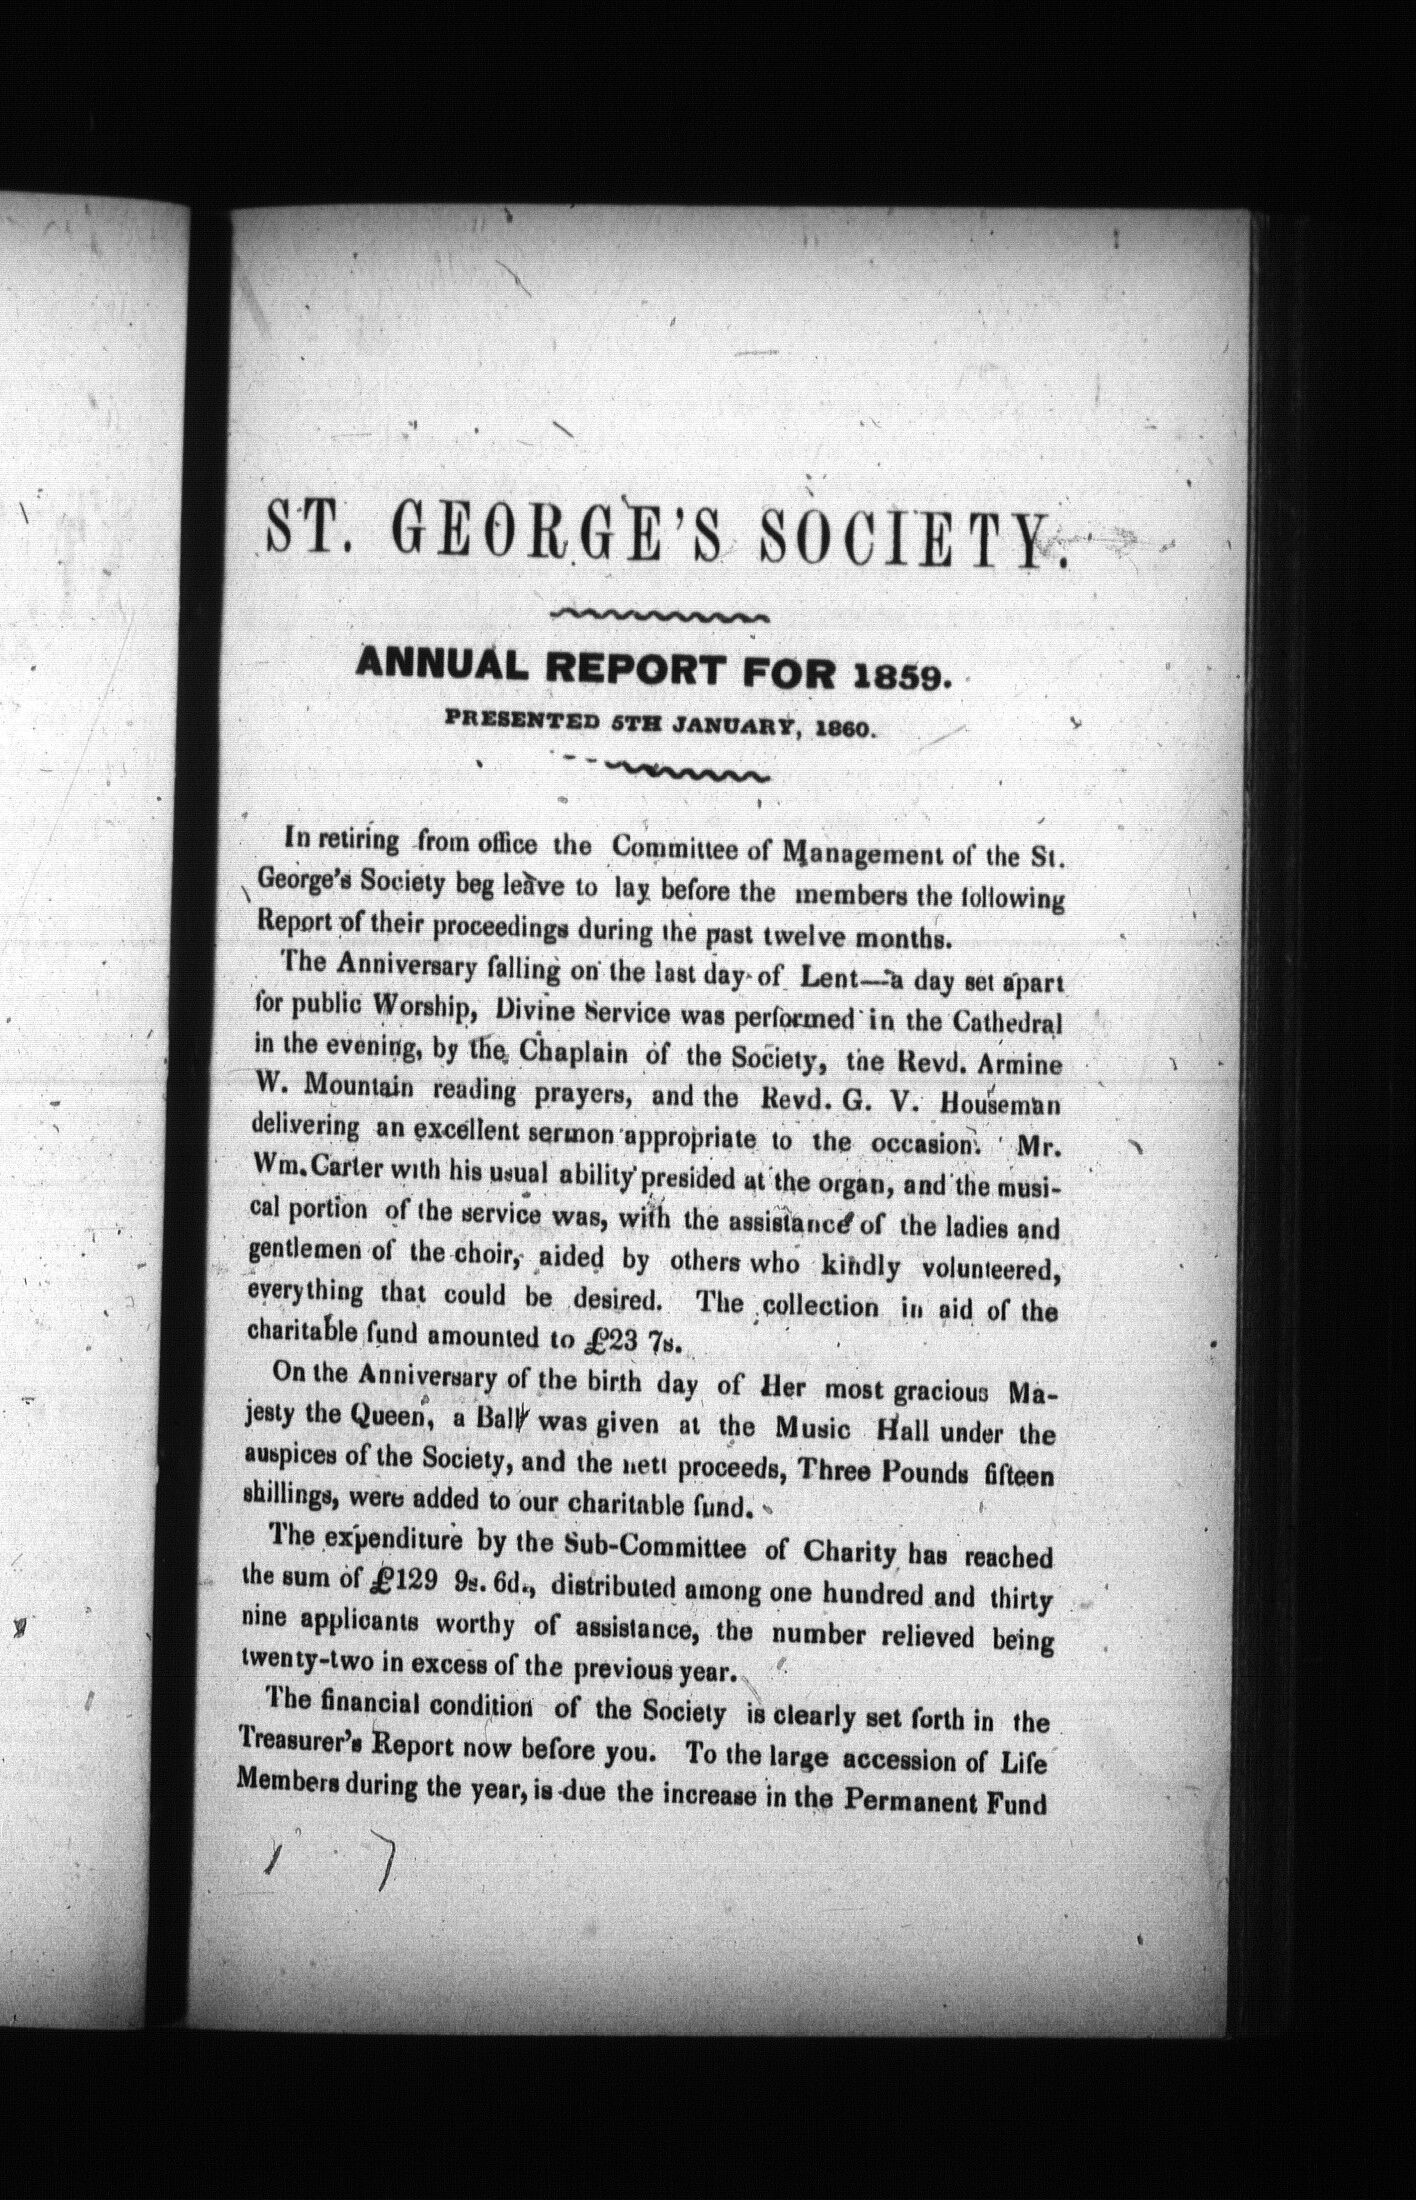 ST. GEORGE'S SOCIETY.
ANNUAL REPORT FOR 1859.
PRESENTED 5TH JANUARY, 1860.
In retiring from office the Committee of Management of the St.
George's Society beg leave to lay before the members the following
Report of their proceedings during the past twelve months.
The Anniversary falling on the last day of Lent—a day set apart
for public Worship, Divine Service was performed in the Cathedral
in the evening, by the Chaplain of the Society, the Revd. Armine
W. Mountain reading prayers, and the Revd. G. V. Houseman
delivering an excellent sermon appropriate to the occasion. Mr.
Wm. Carter with his usual ability presided at the organ, and the musi-
cal portion of the service was, with the assistance of the ladies and
gentlemen of the choir, aided by others who kindly volunteered,
everything that could be desired. The collection in aid of the
charitable fund amounted to £23 7s.
On the Anniversary of the birth day of Her most gracious Ma-
jesty the Queen, a Ball was given at the Music Hall under the
auspices of the Society, and the nett proceeds, Three Pounds fifteen
shillings, were added to our charitable fund.
The expenditure by the Sub-Committee of Charity has reached
the sum of £129 9s. 6d., distributed among one hundred and thirty
nine applicants worthy of assistance, the number relieved being
twenty-two in excess of the previous year.
The financial condition of the Society is clearly set forth in the
Treasurer's Report now before you. To the large accession of Life
Members during the year, is due the increase in the Permanent Fund